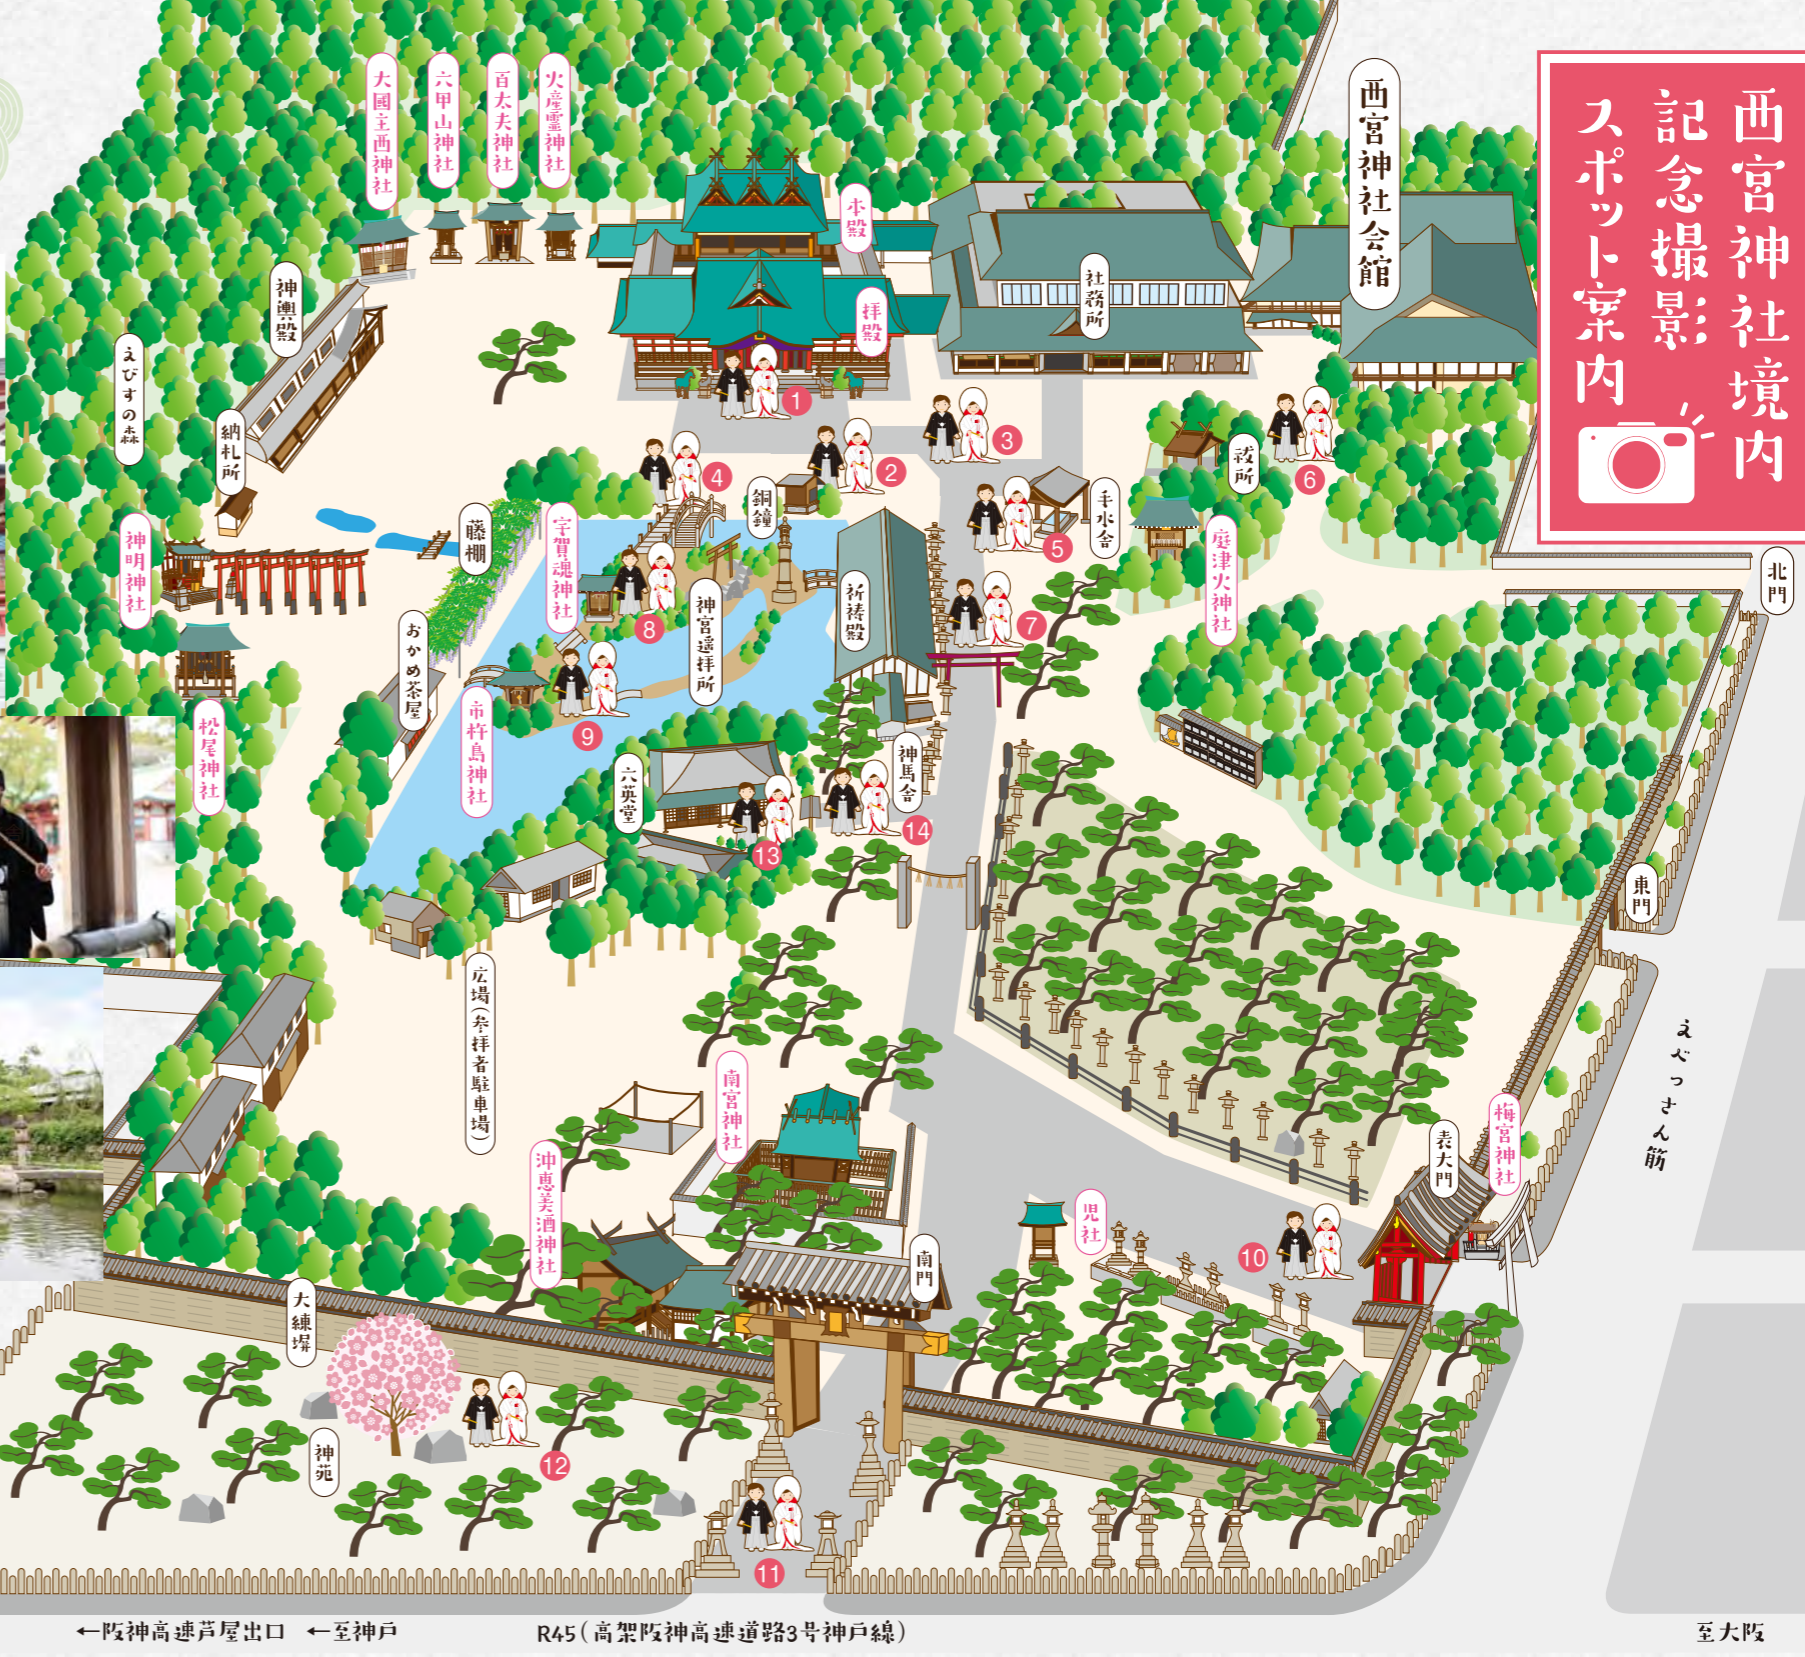 西宮神社境内
記念撮影
スポット案内
西宮神社会館
大國主西神社
六甲山神社
百太夫神社
火産霊神社
本殿
拝殿
社務所
神輿殿
えびすの森
納札所
神明神社
松尾神社
藤棚
おかめ茶屋
宇賀魂神社
市杵島神社
神宮遥拝所
銅鐘
祈祷殿
手水舎
祓所
庭津火神社
北門
東門
六英堂
神馬舎
広場(参拝者駐車場)
南宮神社
沖恵美酒神社
南門
児社
表大門
梅宮神社
えべっさん筋
大練塀
神苑
1
2
3
4
5
6
7
8
9
10
11
12
13
14
←阪神高速芦屋出口 ←至神戸
R45(高架阪神高速道路3号神戸線)
至大阪